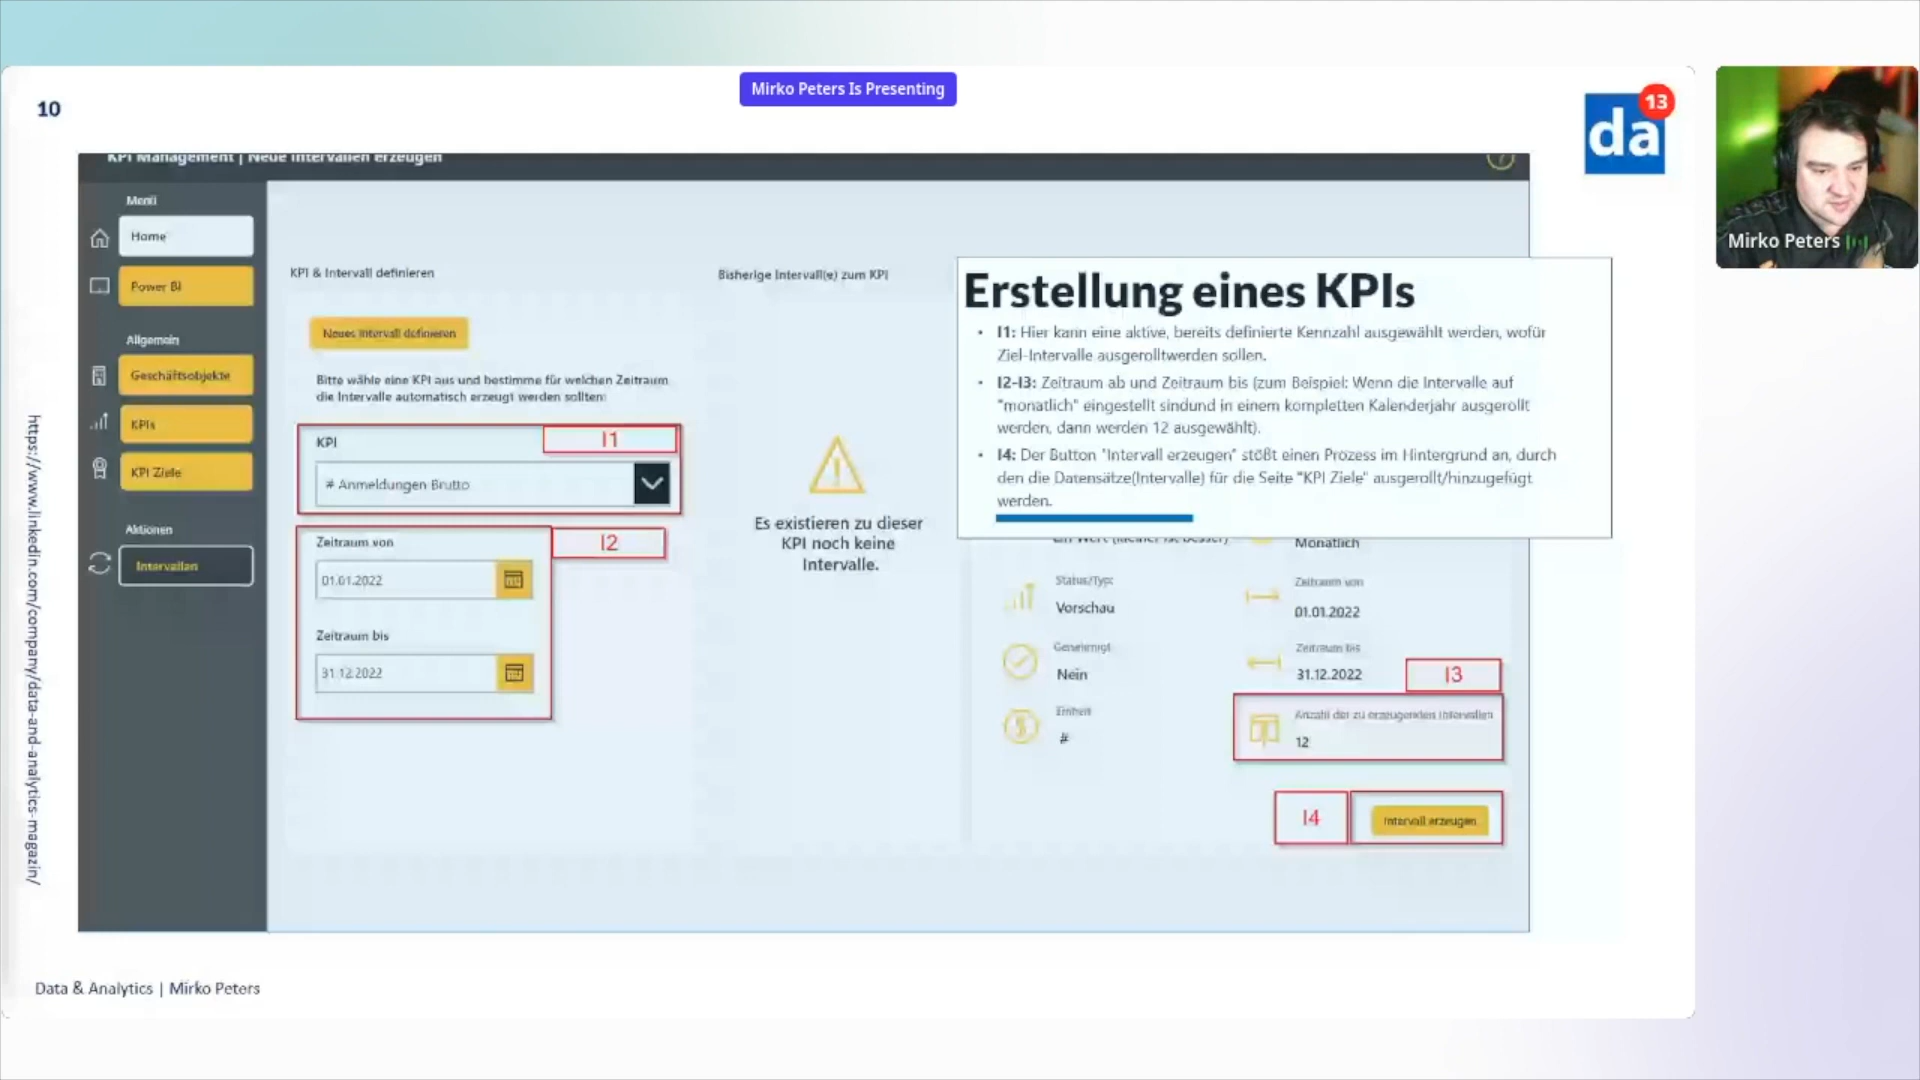 Mirko Peters Is Presenting
10
da
13
Mirko Peters
KPI Management | Neue Intervallen erzeugen
Menü
Home
Power BI
Allgemein
Geschäftsobjekte
KPIs
KPI Ziele
Aktionen
Intervallen
KPI & Intervall definieren
Neues Intervall definieren
Bitte wähle eine KPI aus und bestimme für welchen Zeitraum
die Intervalle automatisch erzeugt werden sollten:
KPI
I1
# Anmeldungen Brutto
Zeitraum von
I2
01.01.2022
Zeitraum bis
31.12.2022
Bisherige Intervall(e) zum KPI
Es existieren zu dieser
KPI noch keine
Intervalle.
Erstellung eines KPIs
• I1: Hier kann eine aktive, bereits definierte Kennzahl ausgewählt werden, wofür
Ziel-Intervalle ausgerolltwerden sollen.
• I2-I3: Zeitraum ab und Zeitraum bis (zum Beispiel: Wenn die Intervalle auf
"monatlich" eingestellt sindund in einem kompletten Kalenderjahr ausgerollt
werden, dann werden 12 ausgewählt).
• I4: Der Button "Intervall erzeugen" stößt einen Prozess im Hintergrund an, durch
den die Datensätze(Intervalle) für die Seite "KPI Ziele" ausgerollt/hinzugefügt
werden.
Ein Wert (kleiner ist besser)
Monatlich
Status/Typ:
Vorschau
Zeitraum von
01.01.2022
Genehmigt
Nein
Zeitraum bis
31.12.2022
I3
Einheit
#
Anzahl der zu erzeugenden Intervallen
12
I4
Intervall erzeugen
https://www.linkedin.com/company/data-and-analytics-magazin/
Data & Analytics | Mirko Peters